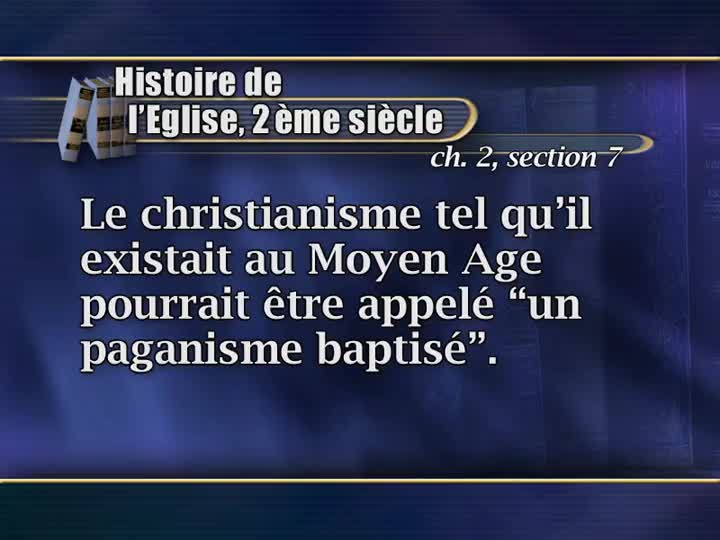 Histoire de
l’Eglise, 2ème siècle
ch. 2, section 7
Le christianisme tel qu’il
existait au Moyen Age
pourrait être appelé “un
paganisme baptisé”.